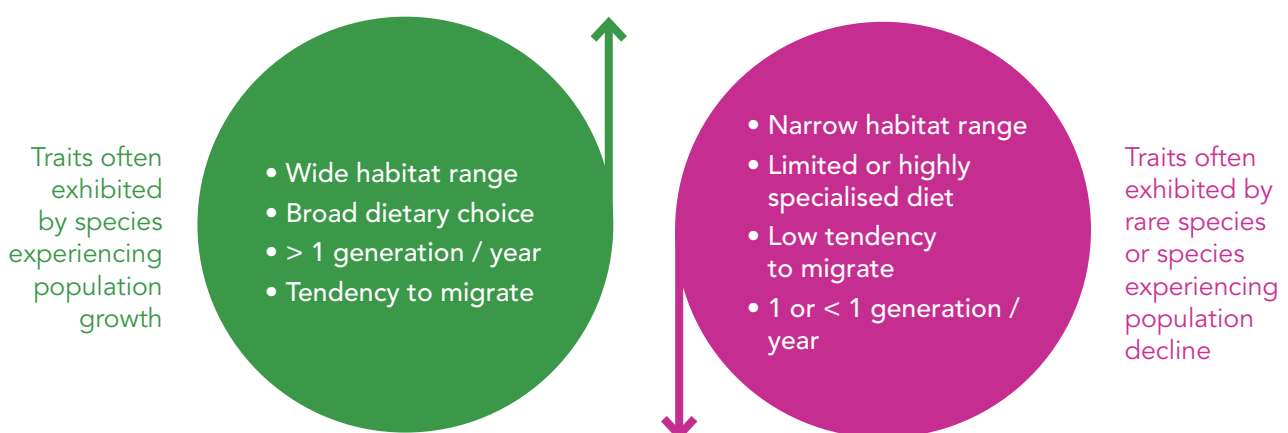 Traits often
exhibited
by species
experiencing
population
growth
• Wide habitat range
• Broad dietary choice
• > 1 generation / year
• Tendency to migrate
• Narrow habitat range
• Limited or highly
specialised diet
• Low tendency
to migrate
• 1 or < 1 generation /
year
Traits often
exhibited by
rare species
or species
experiencing
population
decline